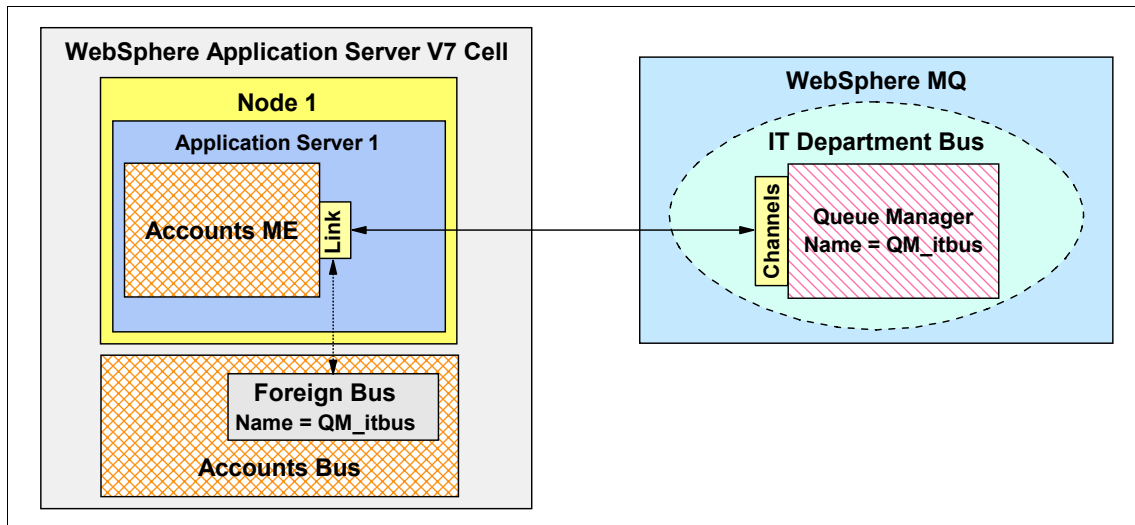 WebSphere Application Server V7 Cell
Node 1
Application Server 1
Accounts ME
Link
Foreign Bus
Name = QM_itbus
Accounts Bus
WebSphere MQ
IT Department Bus
Channels
Queue Manager
Name = QM_itbus